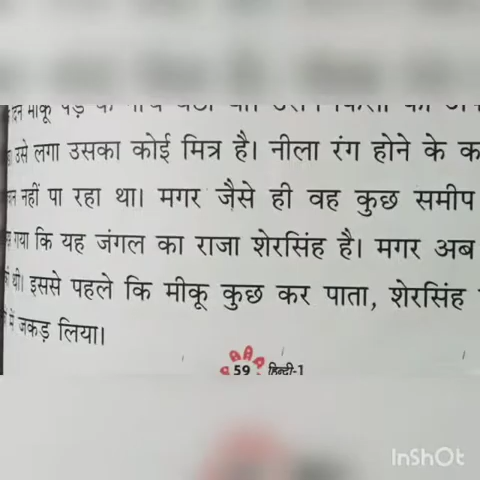 उसे लगा उसका कोई मित्र है। नीला रंग होने के
नहीं पा रहा था। मगर जैसे ही वह कुछ समीप
गया कि यह जंगल का राजा शेरसिंह है। मगर अब
थी। इससे पहले कि मीकू कुछ कर पाता, शेरसिंह
में जकड़ लिया।
59 हिन्दी-1
InShOt